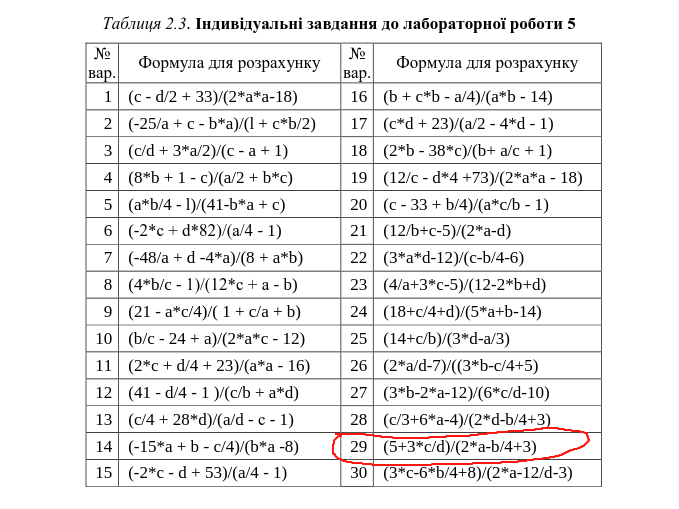 Таблиця 2.3. Індивідуальні завдання до лабораторної роботи 5
№ вар. Формула для розрахунку № вар. Формула для розрахунку
1 (c - d/2 + 33)/(2*a*a-18) 16 (b + c*b - a/4)/(a*b - 14)
2 (-25/a + c - b*a)/(l + c*b/2) 17 (c*d + 23)/(a/2 - 4*d - 1)
3 (c/d + 3*a/2)/(c - a + 1) 18 (2*b - 38*c)/(b+ a/c + 1)
4 (8*b + 1 - c)/(a/2 + b*c) 19 (12/c - d*4 +73)/(2*a*a - 18)
5 (a*b/4 - l)/(41-b*a + c) 20 (c - 33 + b/4)/(a*c/b - 1)
6 (-2*c + d*82)/(a/4 - 1) 21 (12/b+c-5)/(2*a-d)
7 (-48/a + d -4*a)/(8 + a*b) 22 (3*a*d-12)/(c-b/4-6)
8 (4*b/c - 1)/(12*c + a - b) 23 (4/a+3*c-5)/(12-2*b+d)
9 (21 - a*c/4)/( 1 + c/a + b) 24 (18+c/4+d)/(5*a+b-14)
10 (b/c - 24 + a)/(2*a*c - 12) 25 (14+c/b)/(3*d-a/3)
11 (2*c + d/4 + 23)/(a*a - 16) 26 (2*a/d-7)/((3*b-c/4+5)
12 (41 - d/4 - 1 )/(c/b + a*d) 27 (3*b-2*a-12)/(6*c/d-10)
13 (c/4 + 28*d)/(a/d - c - 1) 28 (c/3+6*a-4)/(2*d-b/4+3)
14 (-15*a + b - c/4)/(b*a -8) 29 (5+3*c/d)/(2*a-b/4+3)
15 (-2*c - d + 53)/(a/4 - 1) 30 (3*c-6*b/4+8)/(2*a-12/d-3)